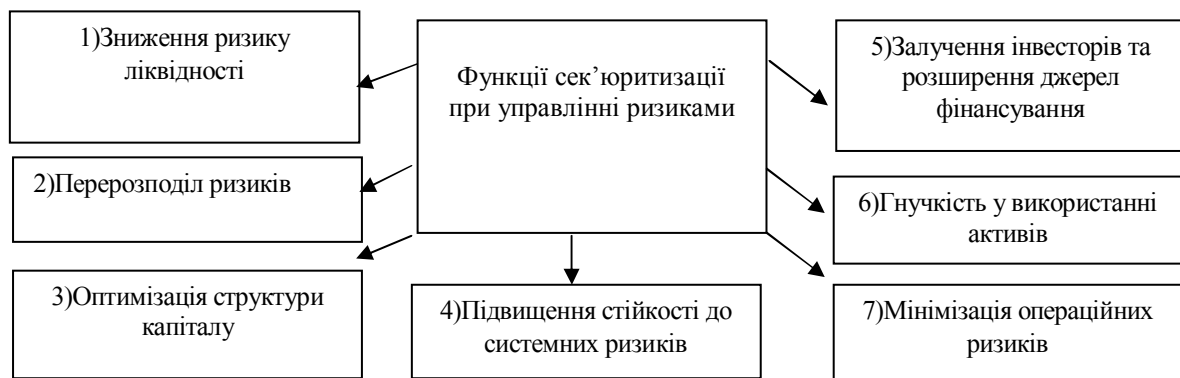 1)Зниження ризику
ліквідності
Функції сек’юритизації
при управлінні ризиками
5)Залучення інвесторів та
розширення джерел
фінансування
2)Перерозподіл ризиків
6)Гнучкість у використанні
активів
3)Оптимізація структури
капіталу
4)Підвищення стійкості до
системних ризиків
7)Мінімізація операційних
ризиків